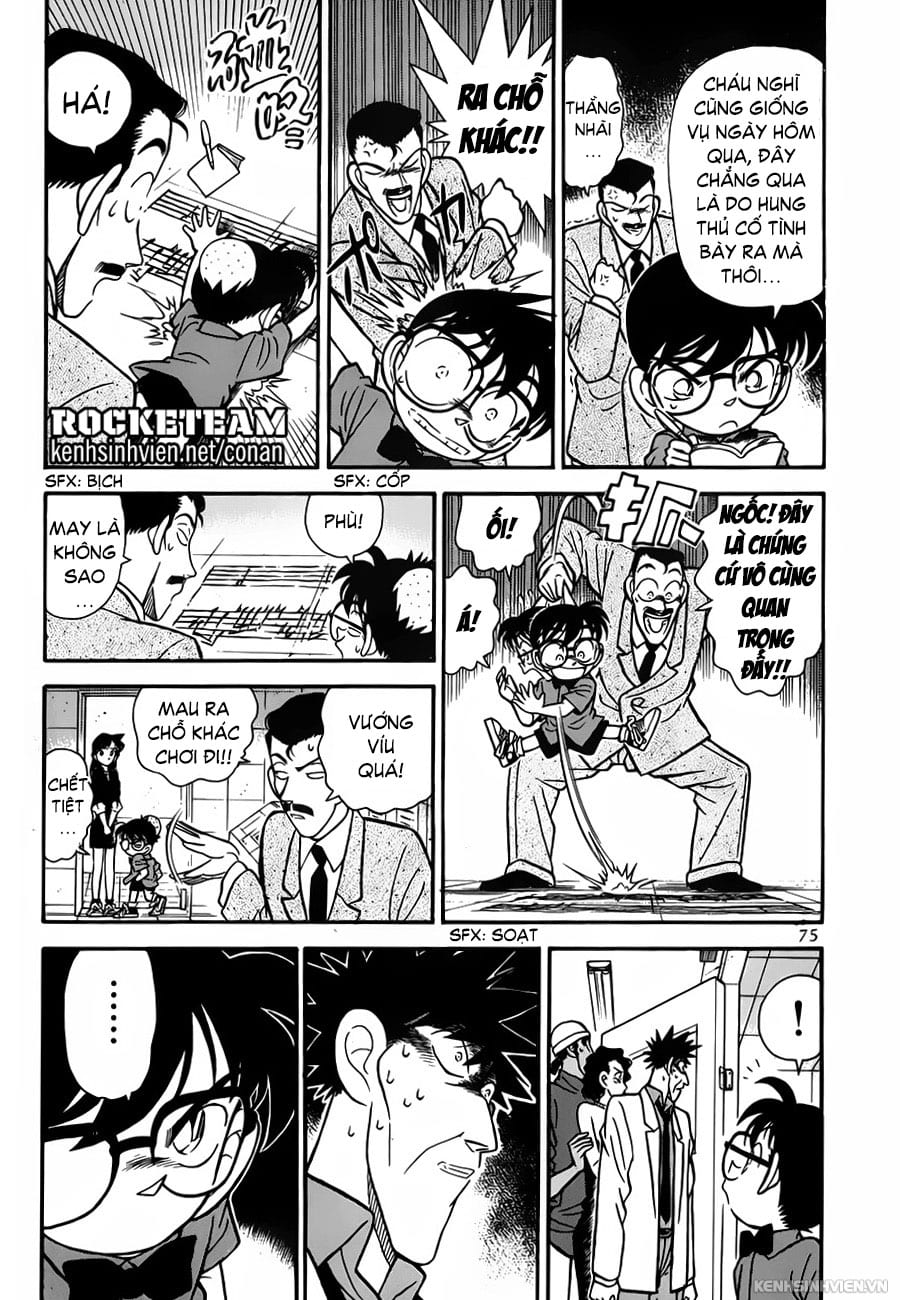 CHÁU NGHĨ
CŨNG GIỐNG
VỤ NGÀY HÔM
QUA, ĐÂY
CHẲNG QUA
LÀ DO HUNG
THỦ CỐ TÌNH
BÀY RA MÀ
THÔI...
THẰNG
NHÃI
...
RA CHỖ
KHÁC!!
HÁ!
ROCKETEAM
kenhsinhvien.net/conan
SFX: BỊCH
SFX: CỐP
NGỐC! ĐÂY
LÀ CHỨNG
CỨ VÔ CÙNG
QUAN
TRỌNG
ĐẤY!!
ỐI!
Á!
PHÙ!
MAY LÀ
KHÔNG
SAO
...
VƯỚNG
VÍU
QUÁ!
MAU RA
CHỖ KHÁC
CHƠI ĐI!!
CHẾT
TIỆT
...
SFX: SOẠT
75
!
......
KENHSINHVIEN.VN